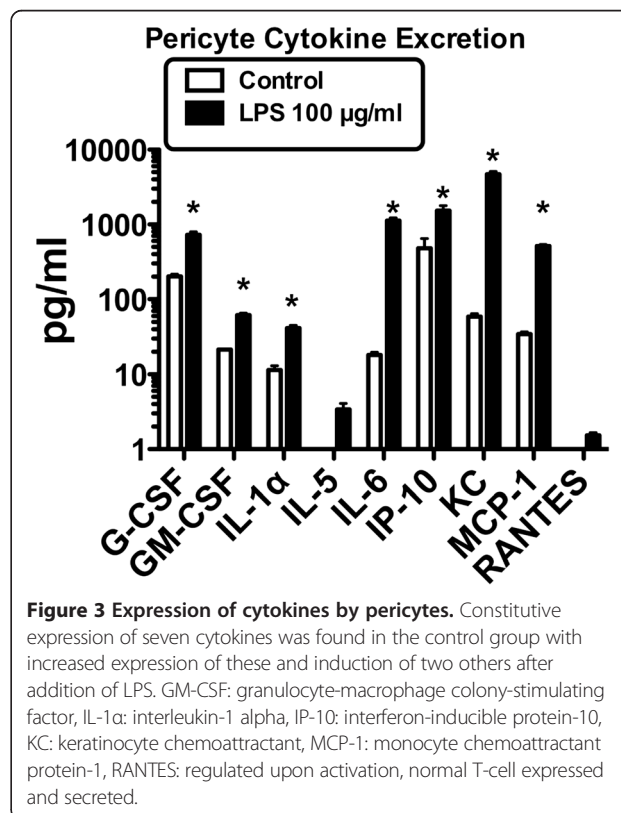 Pericyte Cytokine Excretion
Control
LPS 100 µg/ml
10000
1000
100
10
1
pg/ml
* * * * * * *
G-CSF
GM-CSF
IL-1α
IL-5
IL-6
IP-10
KC
MCP-1
RANTES
Figure 3 Expression of cytokines by pericytes. Constitutive
expression of seven cytokines was found in the control group with
increased expression of these and induction of two others after
addition of LPS. GM-CSF: granulocyte-macrophage colony-stimulating
factor, IL-1α: interleukin-1 alpha, IP-10: interferon-inducible protein-10,
KC: keratinocyte chemoattractant, MCP-1: monocyte chemoattractant
protein-1, RANTES: regulated upon activation, normal T-cell expressed
and secreted.